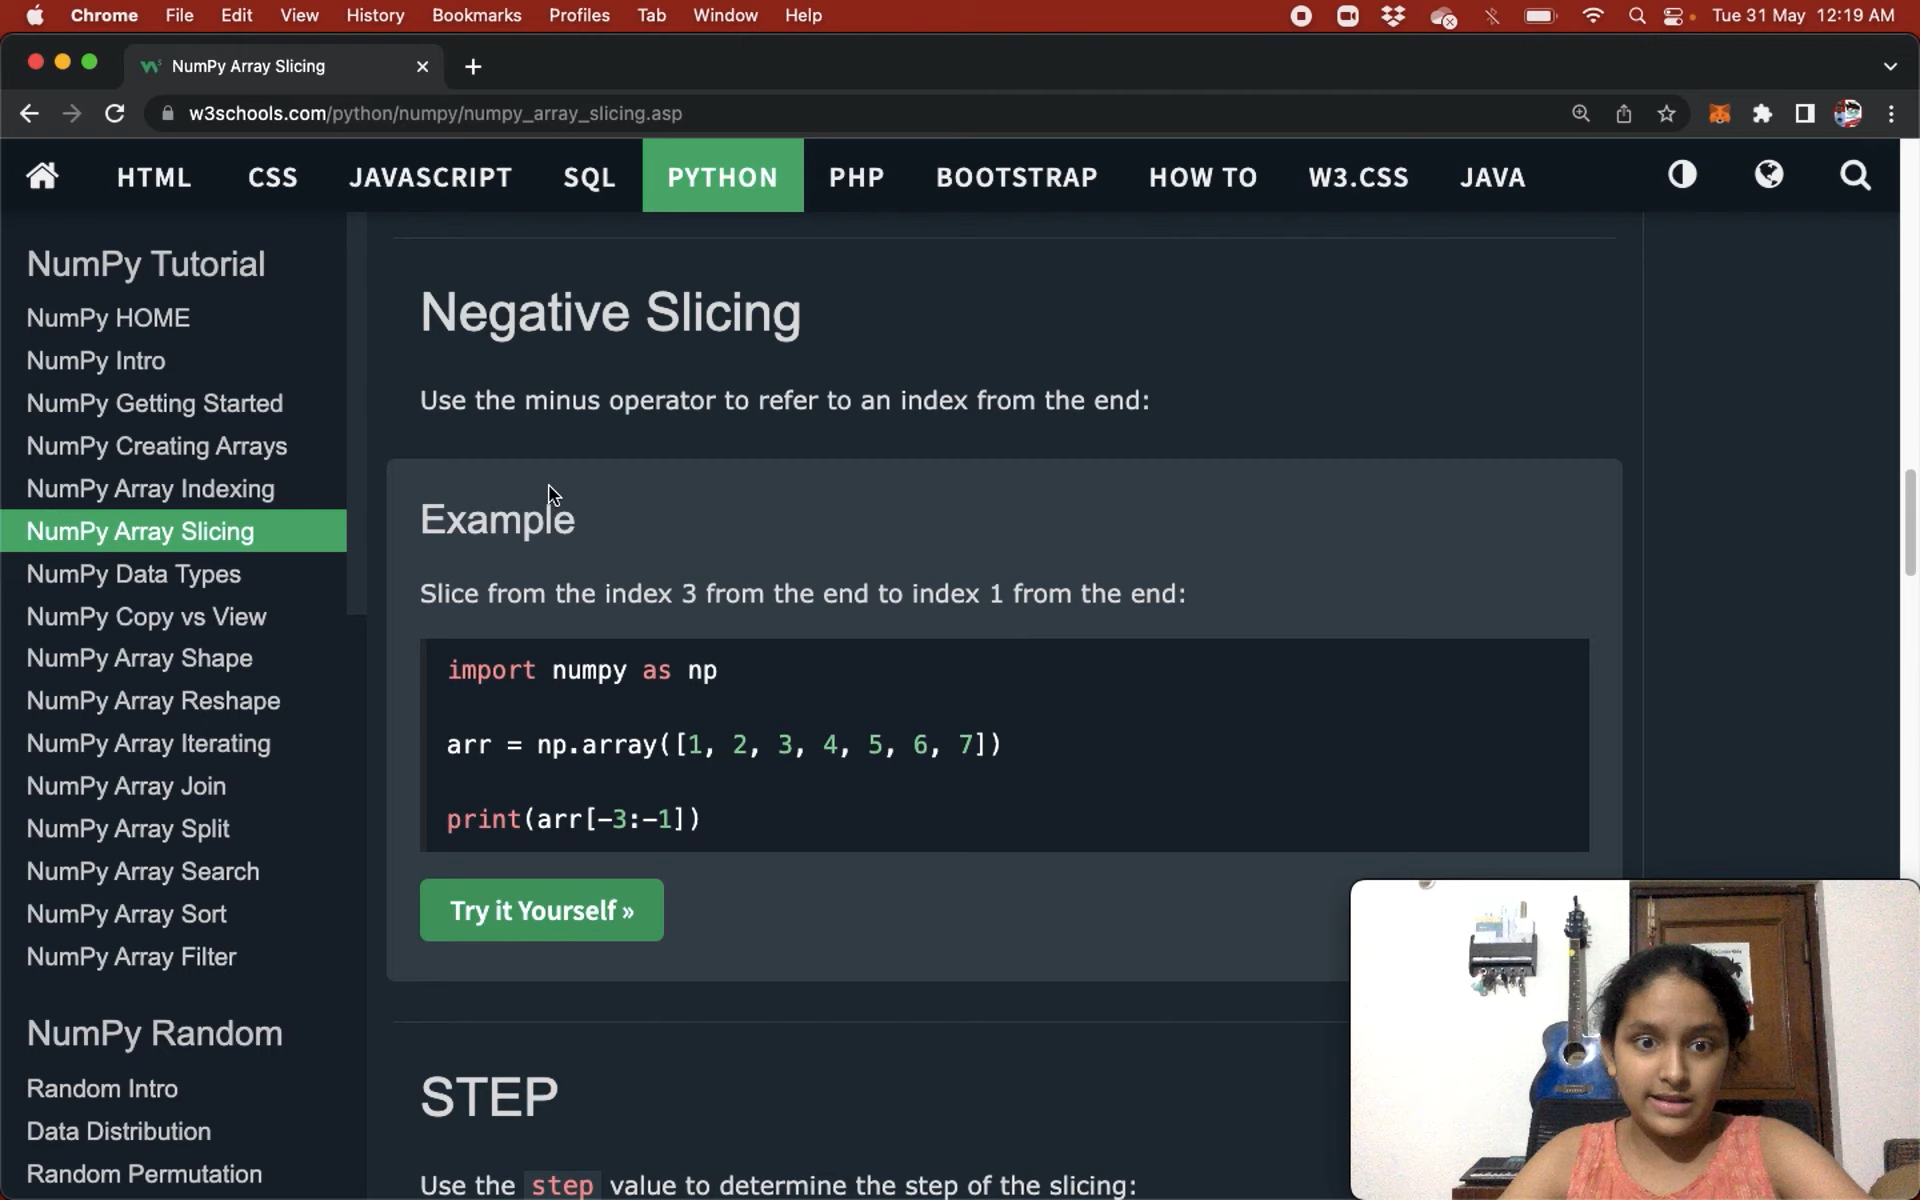 Chrome File Edit View History Bookmarks Profiles Tab Window Help Tue 31 May 12:19 AM
NumPy Array Slicing
w3schools.com/python/numpy/numpy_array_slicing.asp
HTML CSS JAVASCRIPT SQL PYTHON PHP BOOTSTRAP HOW TO W3.CSS JAVA
NumPy Tutorial
NumPy HOME
NumPy Intro
NumPy Getting Started
NumPy Creating Arrays
NumPy Array Indexing
NumPy Array Slicing
NumPy Data Types
NumPy Copy vs View
NumPy Array Shape
NumPy Array Reshape
NumPy Array Iterating
NumPy Array Join
NumPy Array Split
NumPy Array Search
NumPy Array Sort
NumPy Array Filter
NumPy Random
Random Intro
Data Distribution
Random Permutation
Negative Slicing
Use the minus operator to refer to an index from the end:
Example
Slice from the index 3 from the end to index 1 from the end:
import numpy as np
arr = np.array([1, 2, 3, 4, 5, 6, 7])
print(arr[-3:-1])
Try it Yourself »
STEP
Use the step value to determine the step of the slicing: